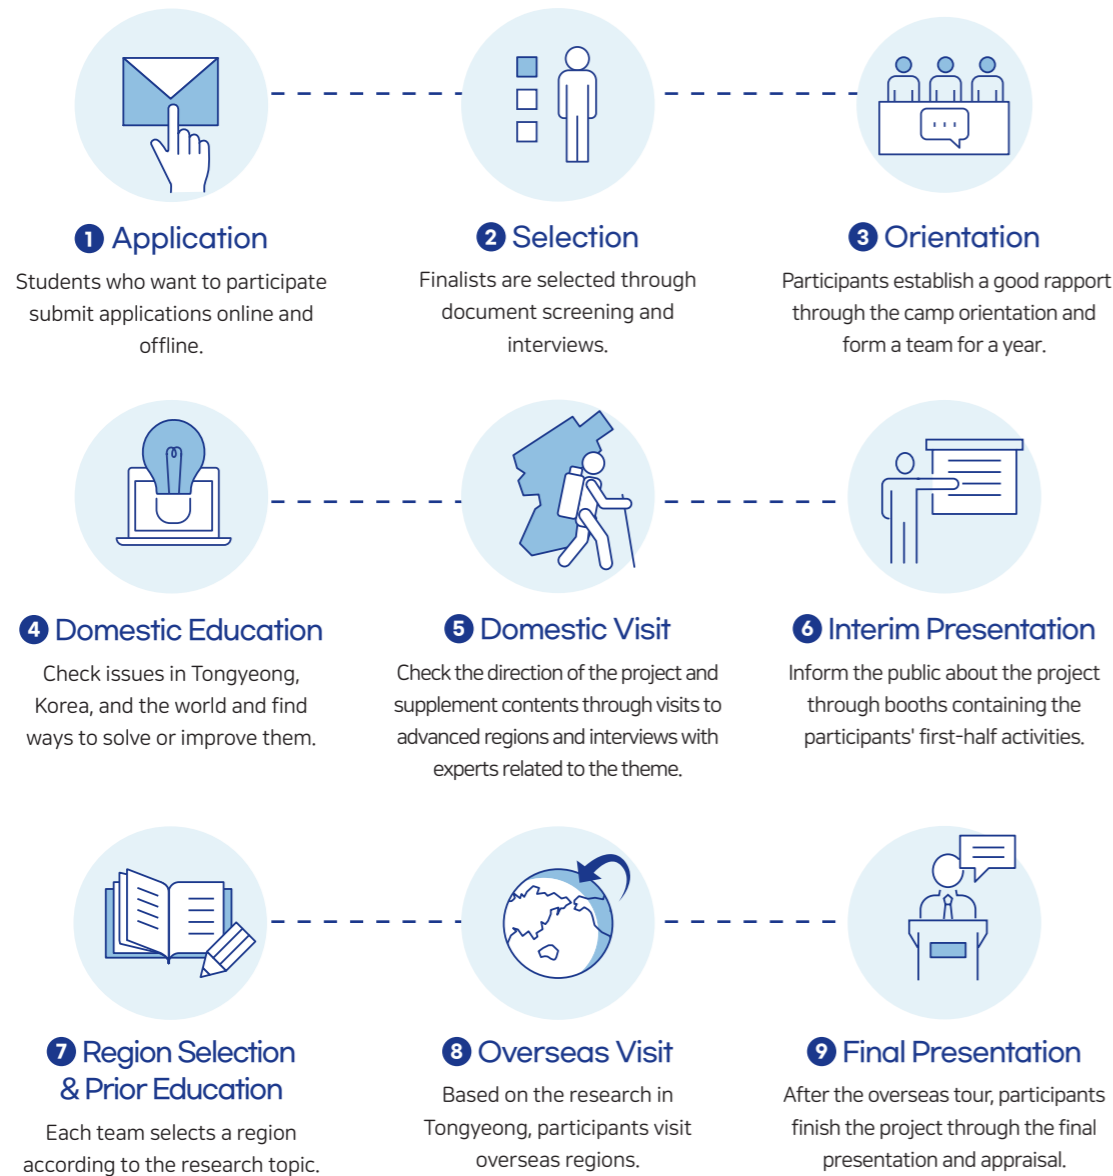 1 Application
Students who want to participate
submit applications online and
offline.
2 Selection
Finalists are selected through
document screening and
interviews.
3 Orientation
Participants establish a good rapport
through the camp orientation and
form a team for a year.
4 Domestic Education
Check issues in Tongyeong,
Korea, and the world and find
ways to solve or improve them.
5 Domestic Visit
Check the direction of the project and
supplement contents through visits to
advanced regions and interviews with
experts related to the theme.
6 Interim Presentation
Inform the public about the project
through booths containing the
participants' first-half activities.
7 Region Selection
& Prior Education
Each team selects a region
according to the research topic.
8 Overseas Visit
Based on the research in
Tongyeong, participants visit
overseas regions.
9 Final Presentation
After the overseas tour, participants
finish the project through the final
presentation and appraisal.